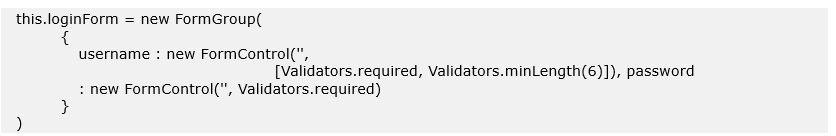 this.loginForm = new FormGroup(
{
username : new FormControl('',
[Validators.required, Validators.minLength(6)]), password
: new FormControl('', Validators.required)
}
)